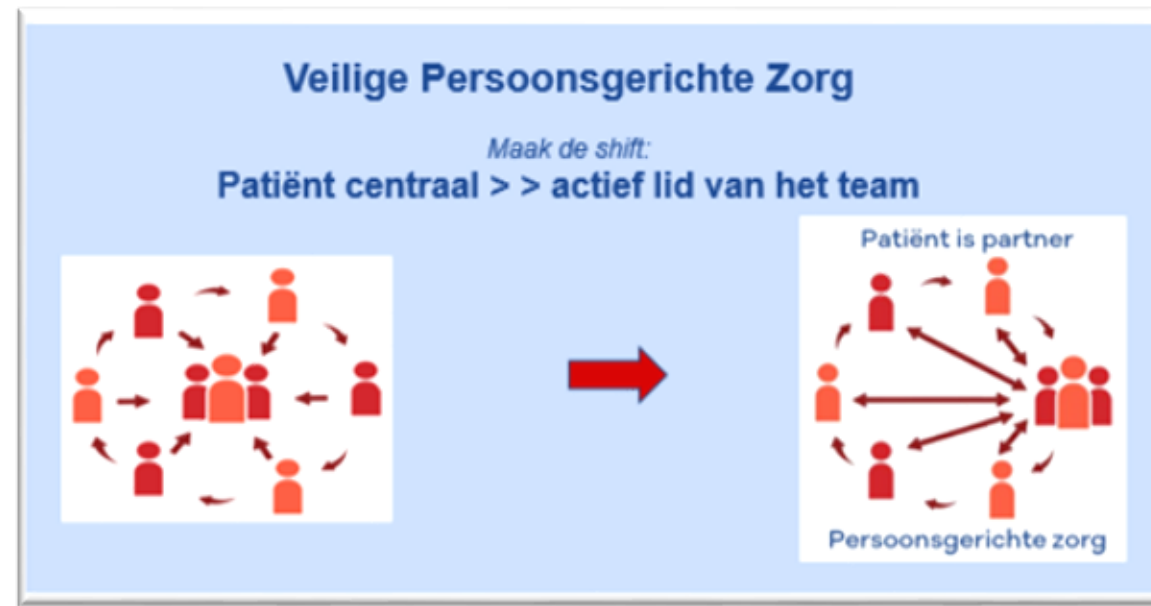 Veilige Persoonsgerichte Zorg
Maak de shift:
Patiënt centraal > > actief lid van het team
Patiënt is partner
Persoonsgerichte zorg